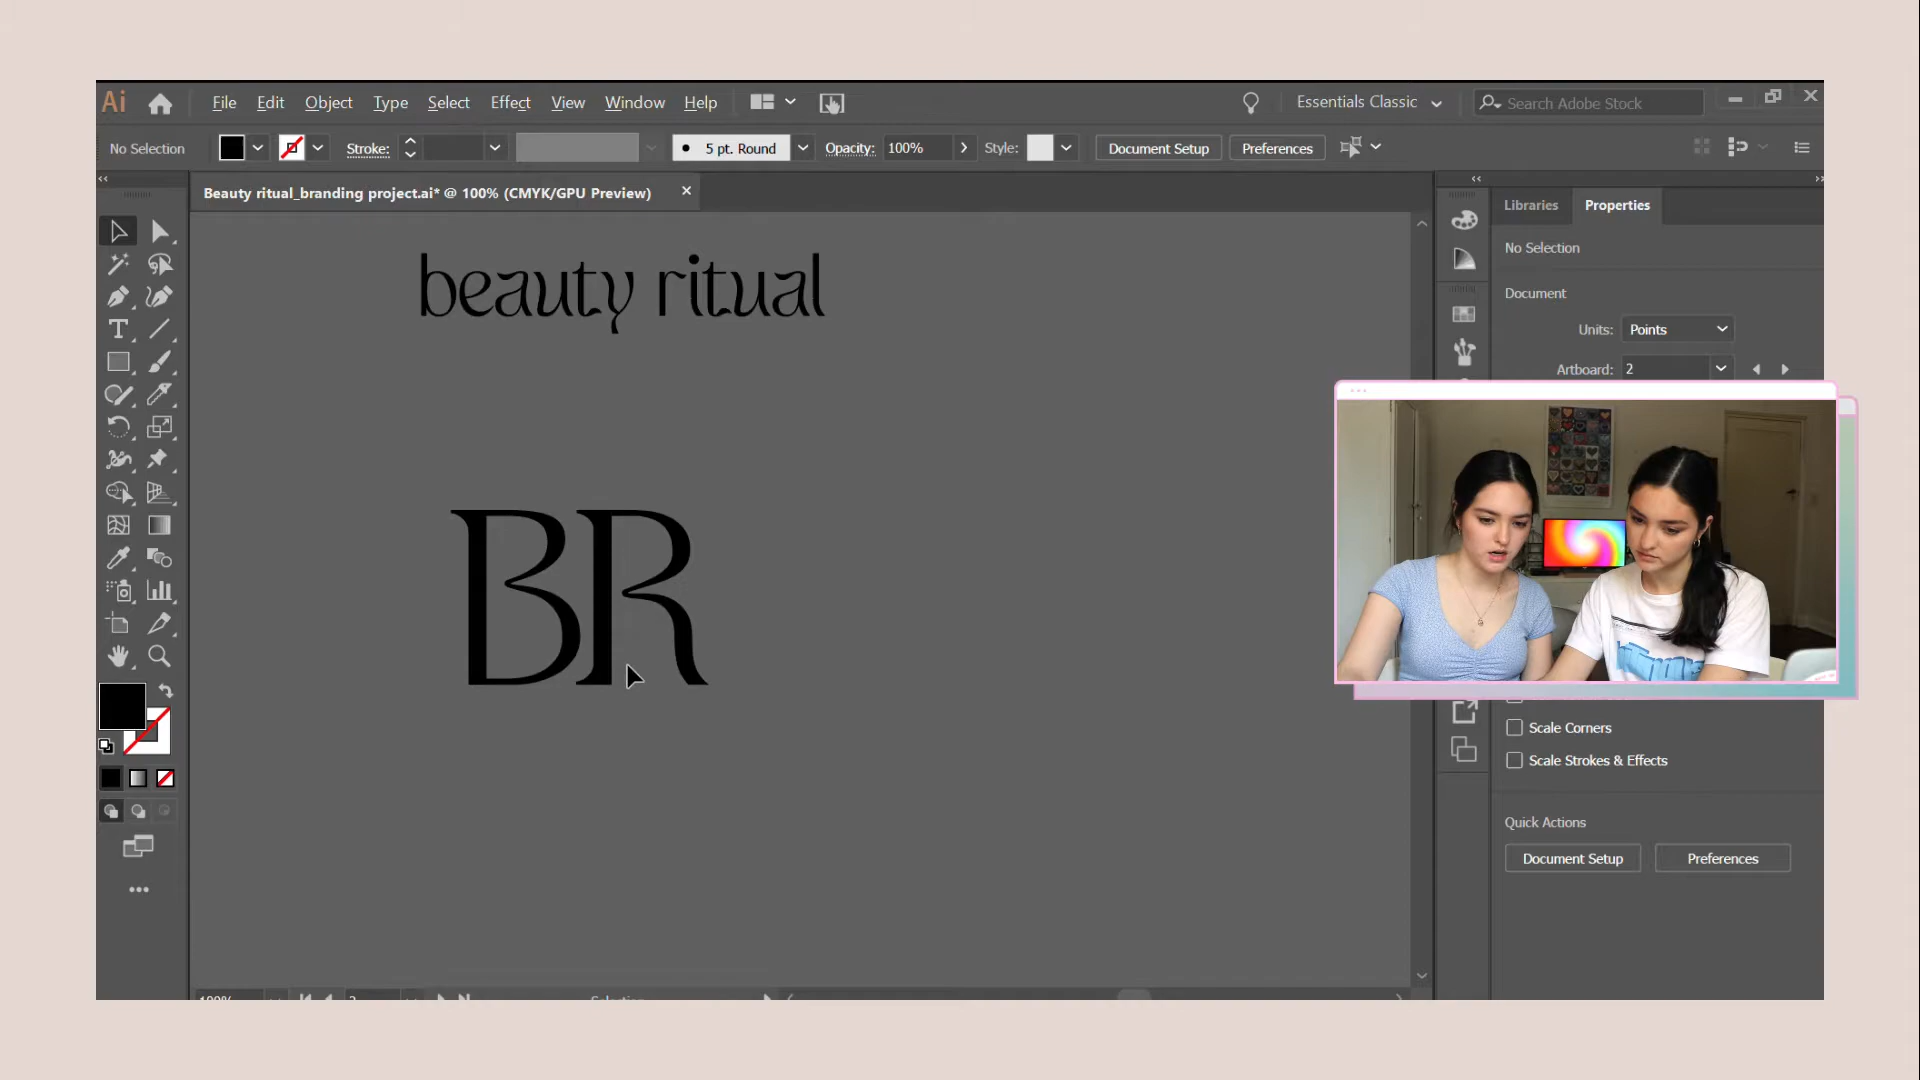 Ai File Edit Object Type Select Effect View Window Help Essentials Classic Search Adobe Stock
No Selection Stroke: 5 pt. Round Opacity: 100% Style: Document Setup Preferences
Beauty ritual_branding project.ai* @ 100% (CMYK/GPU Preview)
Libraries Properties
No Selection
Document
Units: Points
Artboard: 2
beauty ritual
BR
Scale Corners
Scale Strokes & Effects
Quick Actions
Document Setup Preferences
100% 2 Selection